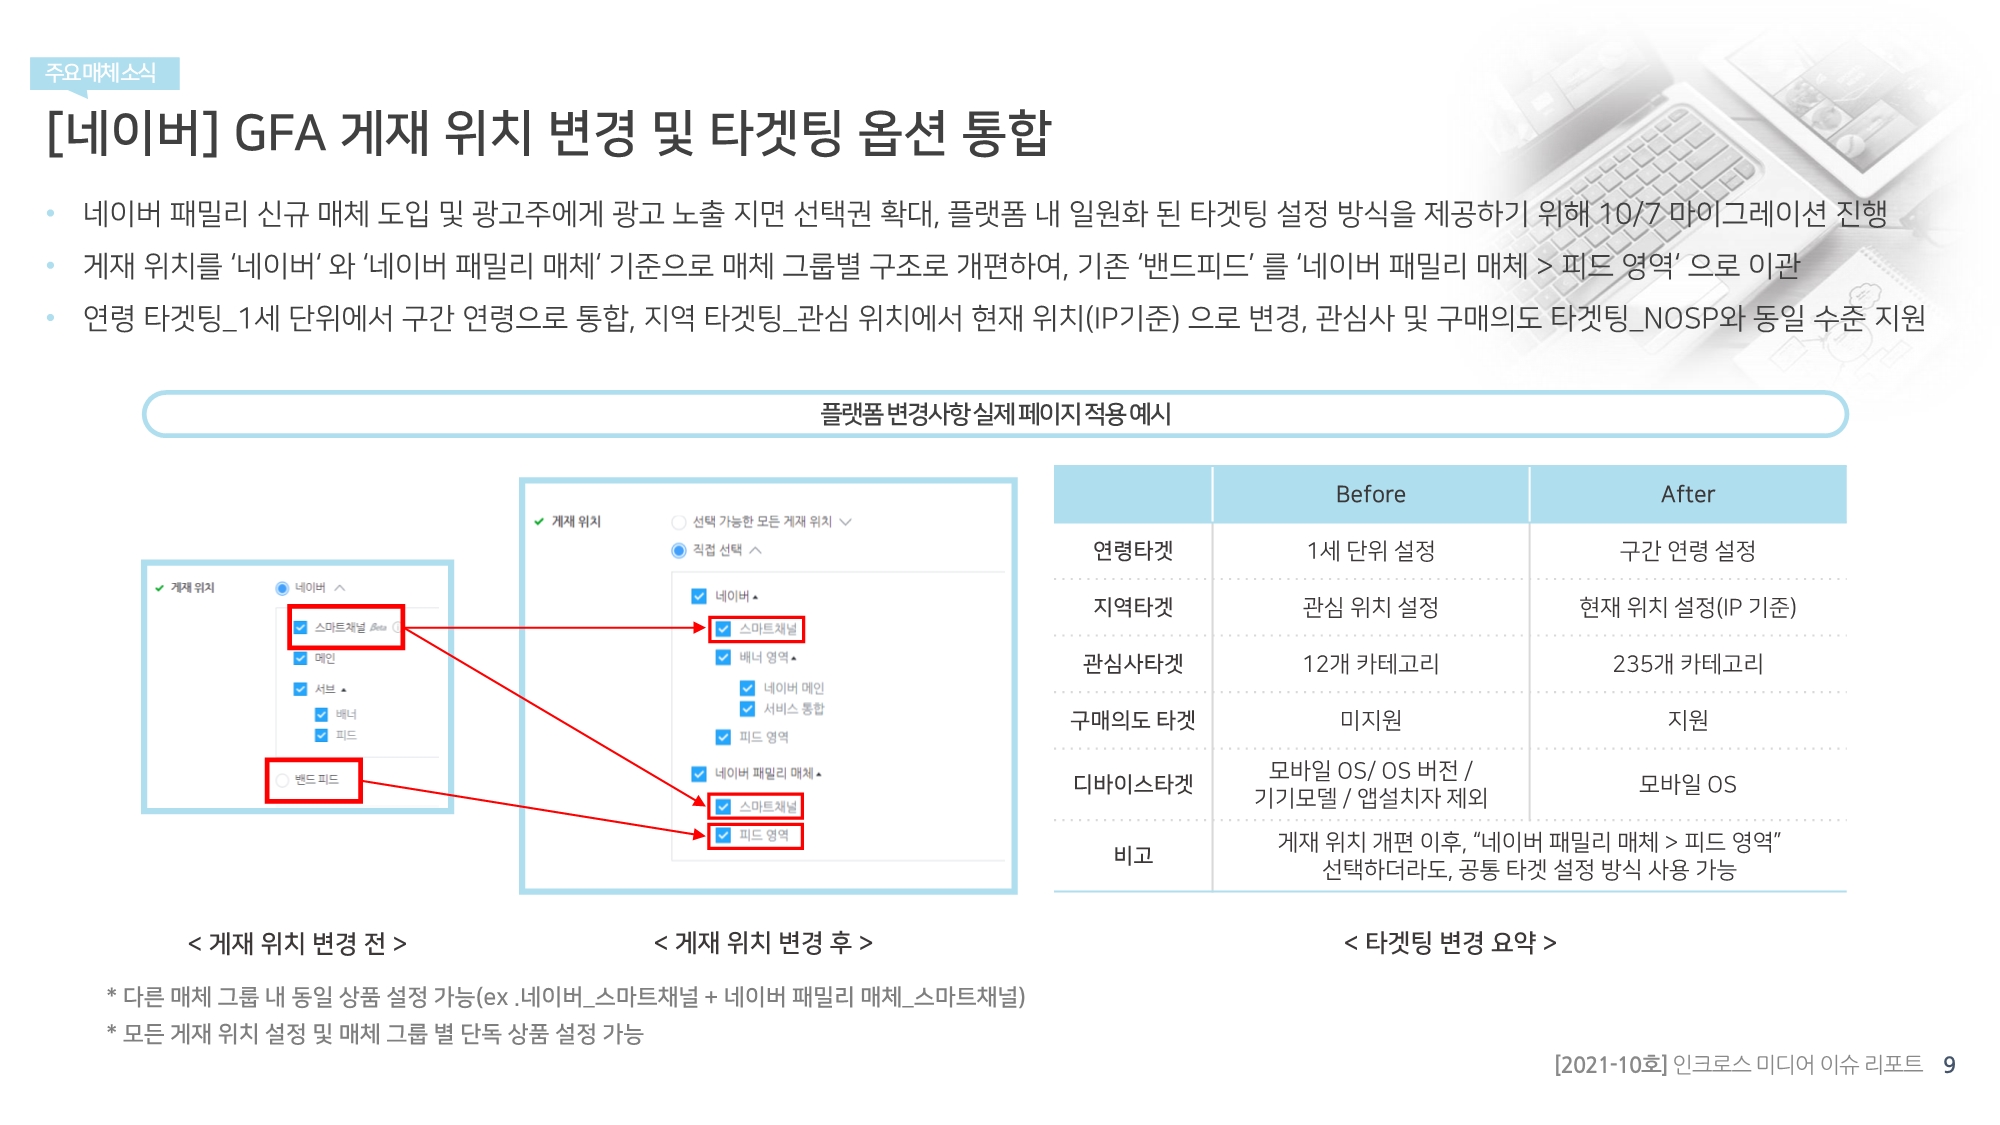 주요 매체 소식
[네이버] GFA 게재 위치 변경 및 타겟팅 옵션 통합
• 네이버 패밀리 신규 매체 도입 및 광고주에게 광고 노출 지면 선택권 확대, 플랫폼 내 일원화 된 타겟팅 설정 방식을 제공하기 위해 10/7 마이그레이션 진행
• 게재 위치를 ‘네이버‘ 와 ‘네이버 패밀리 매체‘ 기준으로 매체 그룹별 구조로 개편하여, 기존 ‘밴드피드’ 를 ‘네이버 패밀리 매체 > 피드 영역‘ 으로 이관
• 연령 타겟팅_1세 단위에서 구간 연령으로 통합, 지역 타겟팅_관심 위치에서 현재 위치(IP기준) 으로 변경, 관심사 및 구매의도 타겟팅_NOSP와 동일 수준 지원
플랫폼 변경사항 실제 페이지 적용 예시
게재 위치
네이버
스마트채널 Beta
메인
서브
배너
피드
밴드 피드
< 게재 위치 변경 전 >
게재 위치
선택 가능한 모든 게재 위치
직접 선택
네이버
스마트채널
배너 영역
네이버 메인
서비스 통합
피드 영역
네이버 패밀리 매체
스마트채널
피드 영역
< 게재 위치 변경 후 >
Before After
연령타겟 1세 단위 설정 구간 연령 설정
지역타겟 관심 위치 설정 현재 위치 설정(IP 기준)
관심사타겟 12개 카테고리 235개 카테고리
구매의도 타겟 미지원 지원
디바이스타겟 모바일 OS/ OS 버전 /
기기모델 / 앱설치자 제외 모바일 OS
비고 게재 위치 개편 이후, “네이버 패밀리 매체 > 피드 영역”
선택하더라도, 공통 타겟 설정 방식 사용 가능
< 타겟팅 변경 요약 >
* 다른 매체 그룹 내 동일 상품 설정 가능(ex .네이버_스마트채널 + 네이버 패밀리 매체_스마트채널)
* 모든 게재 위치 설정 및 매체 그룹 별 단독 상품 설정 가능
[2021-10호] 인크로스 미디어 이슈 리포트 9